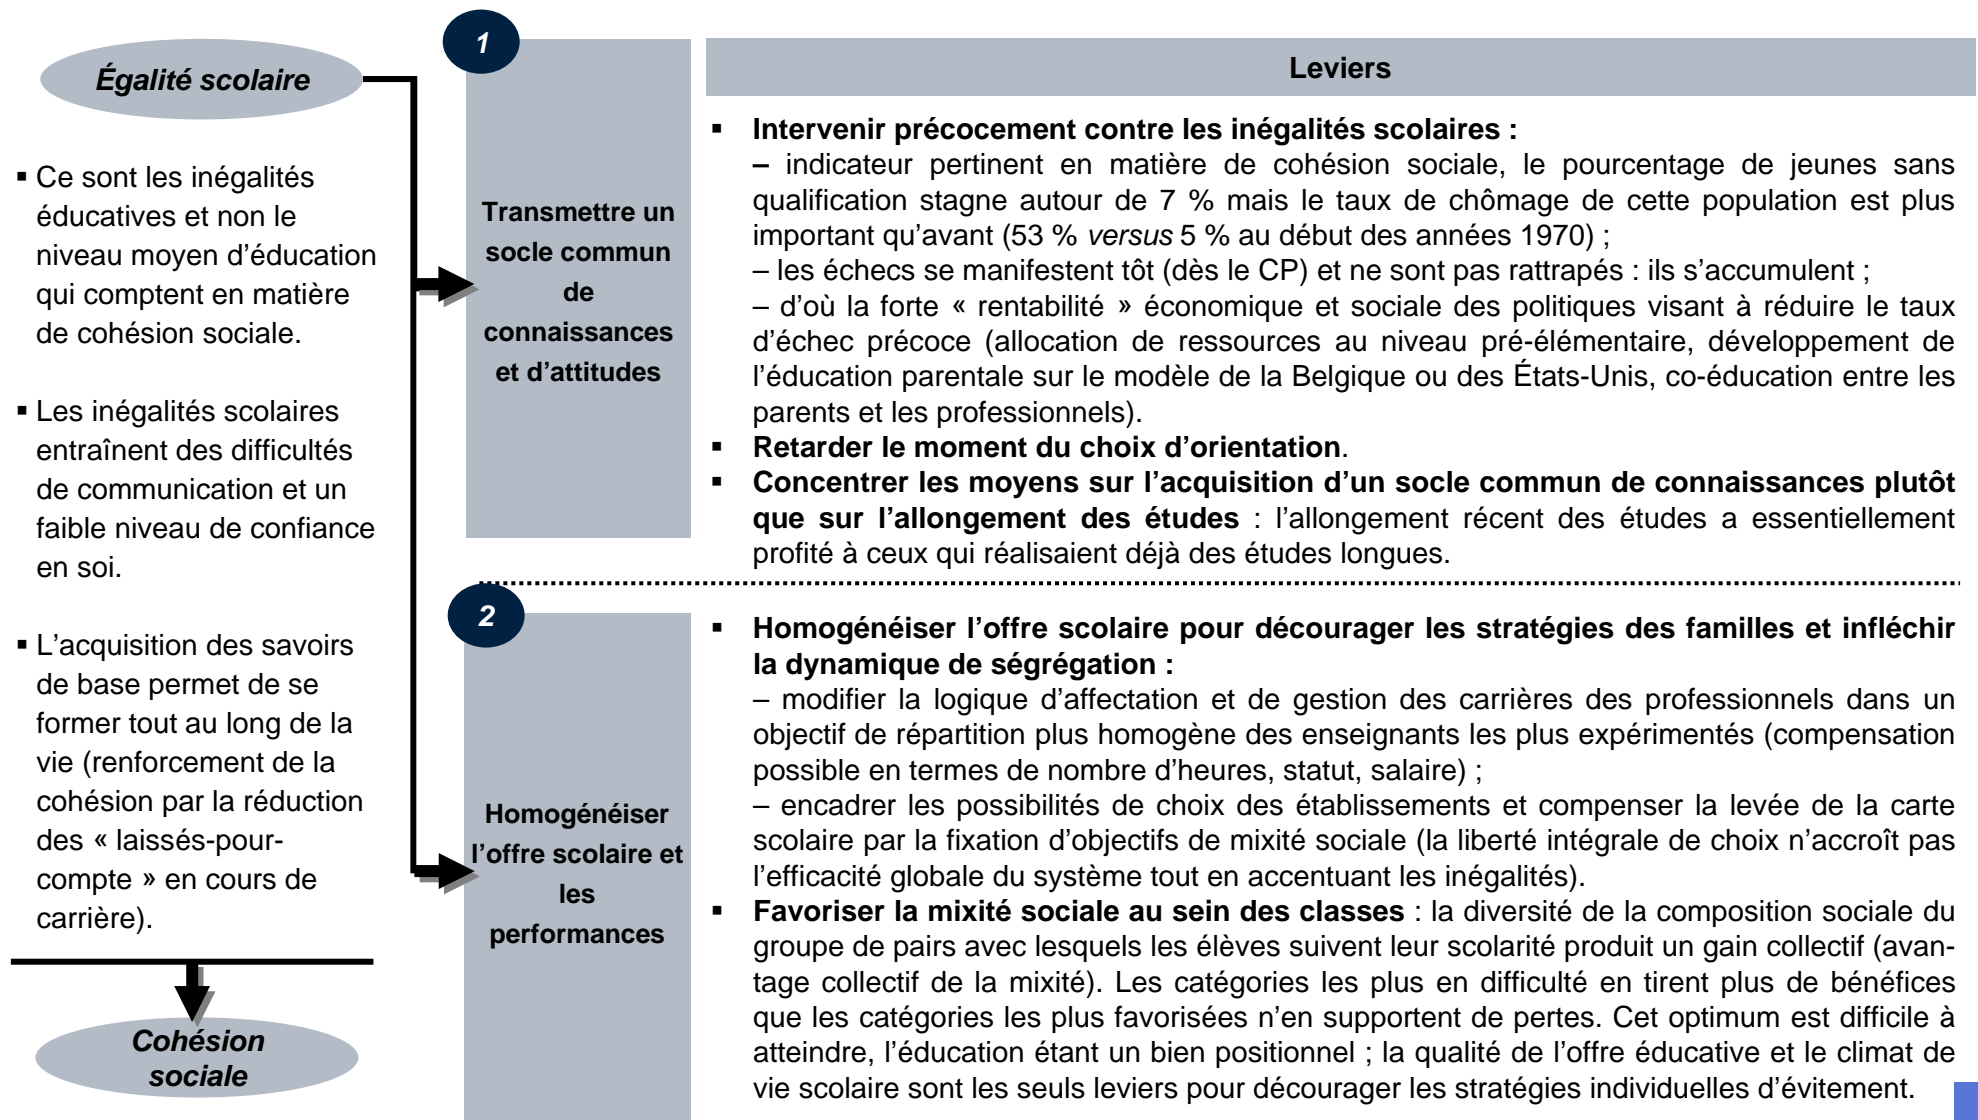 Égalité scolaire
▪ Ce sont les inégalités
éducatives et non le
niveau moyen d’éducation
qui comptent en matière
de cohésion sociale.
▪ Les inégalités scolaires
entraînent des difficultés
de communication et un
faible niveau de confiance
en soi.
▪ L’acquisition des savoirs
de base permet de se
former tout au long de la
vie (renforcement de la
cohésion par la réduction
des « laissés-pour-
compte » en cours de
carrière).
Cohésion
sociale
1
Transmettre un
socle commun
de
connaissances
et d’attitudes
Leviers
▪ Intervenir précocement contre les inégalités scolaires :
– indicateur pertinent en matière de cohésion sociale, le pourcentage de jeunes sans
qualification stagne autour de 7 % mais le taux de chômage de cette population est plus
important qu’avant (53 % versus 5 % au début des années 1970) ;
– les échecs se manifestent tôt (dès le CP) et ne sont pas rattrapés : ils s’accumulent ;
– d’où la forte « rentabilité » économique et sociale des politiques visant à réduire le taux
d’échec précoce (allocation de ressources au niveau pré-élémentaire, développement de
l’éducation parentale sur le modèle de la Belgique ou des États-Unis, co-éducation entre les
parents et les professionnels).
▪ Retarder le moment du choix d’orientation.
▪ Concentrer les moyens sur l’acquisition d’un socle commun de connaissances plutôt
que sur l’allongement des études : l’allongement récent des études a essentiellement
profité à ceux qui réalisaient déjà des études longues.
2
Homogénéiser
l’offre scolaire et
les
performances
▪ Homogénéiser l’offre scolaire pour décourager les stratégies des familles et infléchir
la dynamique de ségrégation :
– modifier la logique d’affectation et de gestion des carrières des professionnels dans un
objectif de répartition plus homogène des enseignants les plus expérimentés (compensation
possible en termes de nombre d’heures, statut, salaire) ;
– encadrer les possibilités de choix des établissements et compenser la levée de la carte
scolaire par la fixation d’objectifs de mixité sociale (la liberté intégrale de choix n’accroît pas
l’efficacité globale du système tout en accentuant les inégalités).
▪ Favoriser la mixité sociale au sein des classes : la diversité de la composition sociale du
groupe de pairs avec lesquels les élèves suivent leur scolarité produit un gain collectif (avan-
tage collectif de la mixité). Les catégories les plus en difficulté en tirent plus de bénéfices
que les catégories les plus favorisées n’en supportent de pertes. Cet optimum est difficile à
atteindre, l’éducation étant un bien positionnel ; la qualité de l’offre éducative et le climat de
vie scolaire sont les seuls leviers pour décourager les stratégies individuelles d’évitement.